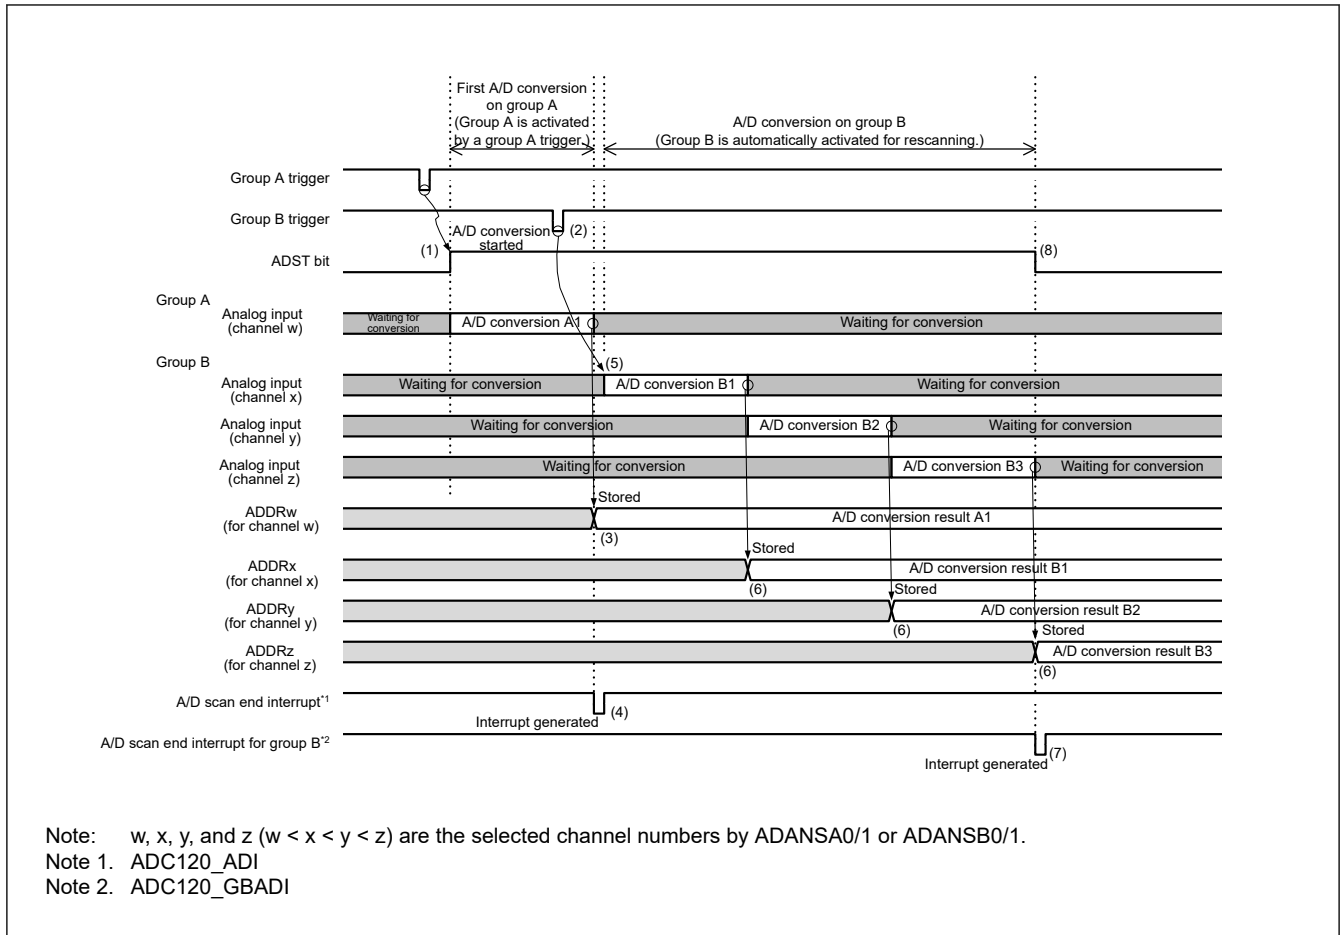 First A/D conversion
on group A
(Group A is activated
by a group A trigger.)
A/D conversion on group B
(Group B is automatically activated for rescanning.)
Group A trigger
Group B trigger
(2)
A/D conversion
started
(1)
(8)
ADST bit
Group A
Analog input
(channel w)
Waiting for
conversion
A/D conversion A1
Waiting for conversion
Group B
(5)
Analog input
(channel x)
Waiting for conversion
A/D conversion B1
Waiting for conversion
Analog input
(channel y)
Waiting for conversion
A/D conversion B2
Waiting for conversion
Analog input
(channel z)
Waiting for conversion
A/D conversion B3
Waiting for conversion
Stored
ADDRw
(for channel w)
A/D conversion result A1
(3)
Stored
ADDRx
(for channel x)
A/D conversion result B1
(6)
Stored
ADDRy
(for channel y)
A/D conversion result B2
(6)
Stored
ADDRz
(for channel z)
A/D conversion result B3
(6)
A/D scan end interrupt*1
(4)
Interrupt generated
A/D scan end interrupt for group B*2
(7)
Interrupt generated
Note: w, x, y, and z (w < x < y < z) are the selected channel numbers by ADANSA0/1 or ADANSB0/1.
Note 1. ADC120_ADI
Note 2. ADC120_GBADI